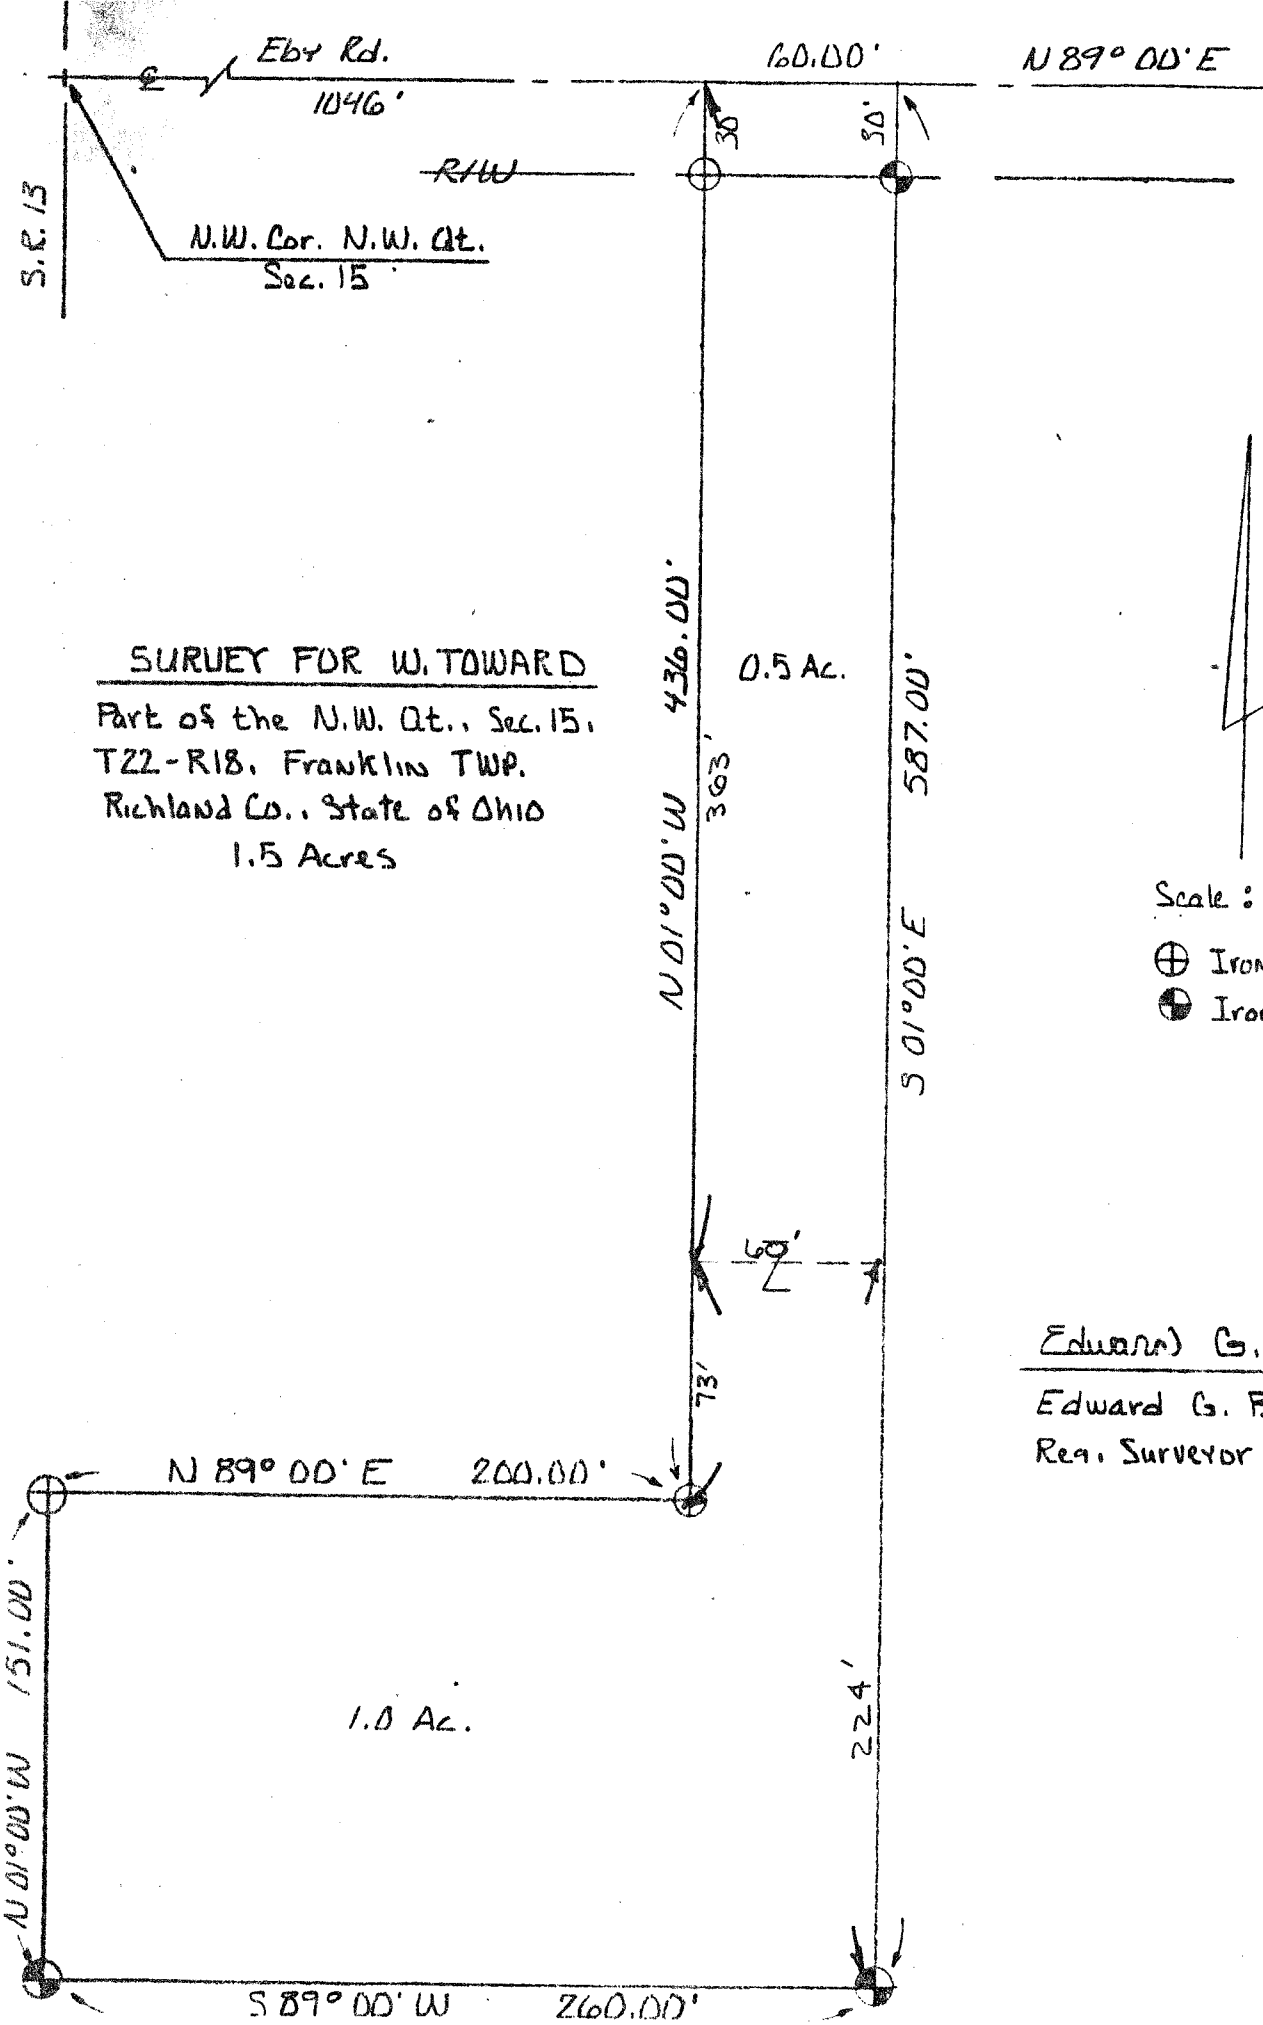 Eby Rd.
60.00'
N 89° 00' E
℄
1046'
30'
30'
R/W
S.R. 13
N.W. Cor. N.W. Qt.
Sec. 15
N 01° 00' W 436.00'
363'
0.5 Ac.
S 01° 00' E 587.00'
SURVEY FOR W. TOWARD
Part of the N.W. Qt., Sec. 15,
T22-R18, Franklin TWP.
Richland Co., State of Ohio
1.5 Acres
Scale :
Iron
Iron
60'
73'
Edward G.
Edward G.
Reg. Surveyor
N 89° 00' E 200.00'
N 01° 00' W 151.00'
1.0 Ac.
224'
S 89° 00' W 260.00'